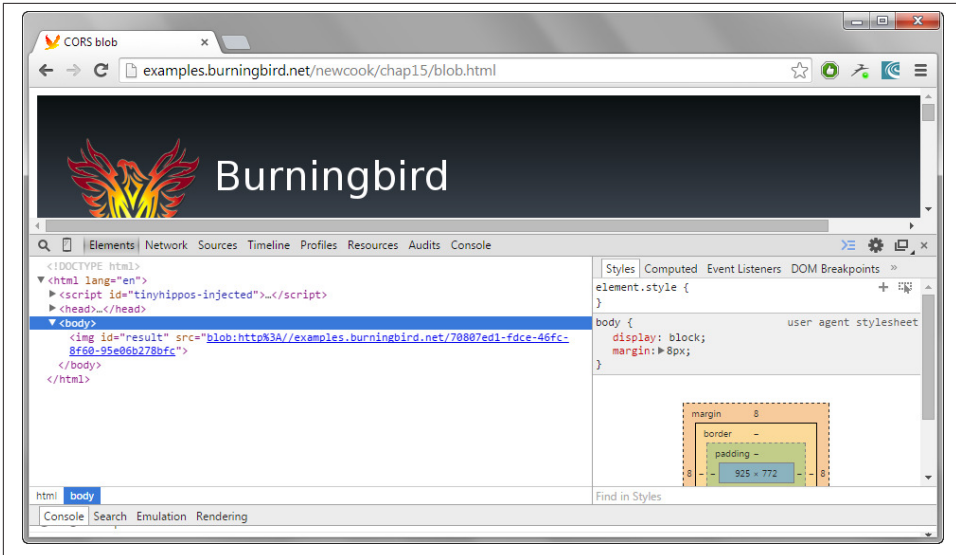 CORS blob
examples.burningbird.net/newcook/chap15/blob.html
Burningbird
Elements Network Sources Timeline Profiles Resources Audits Console
<!DOCTYPE html>
<html lang="en">
<script id="tinyhippos-injected">…</script>
<head>…</head>
<body>
<img id="result" src="blob:http%3A//examples.burningbird.net/70807ed1-fdce-46fc-
8f60-95e06b278bfc">
</body>
</html>
html body
Styles Computed Event Listeners DOM Breakpoints »
element.style {
}
body { user agent stylesheet
display: block;
margin: 8px;
}
margin 8
border –
padding –
8 – – 925 × 772 – – 8
Find in Styles
Console Search Emulation Rendering